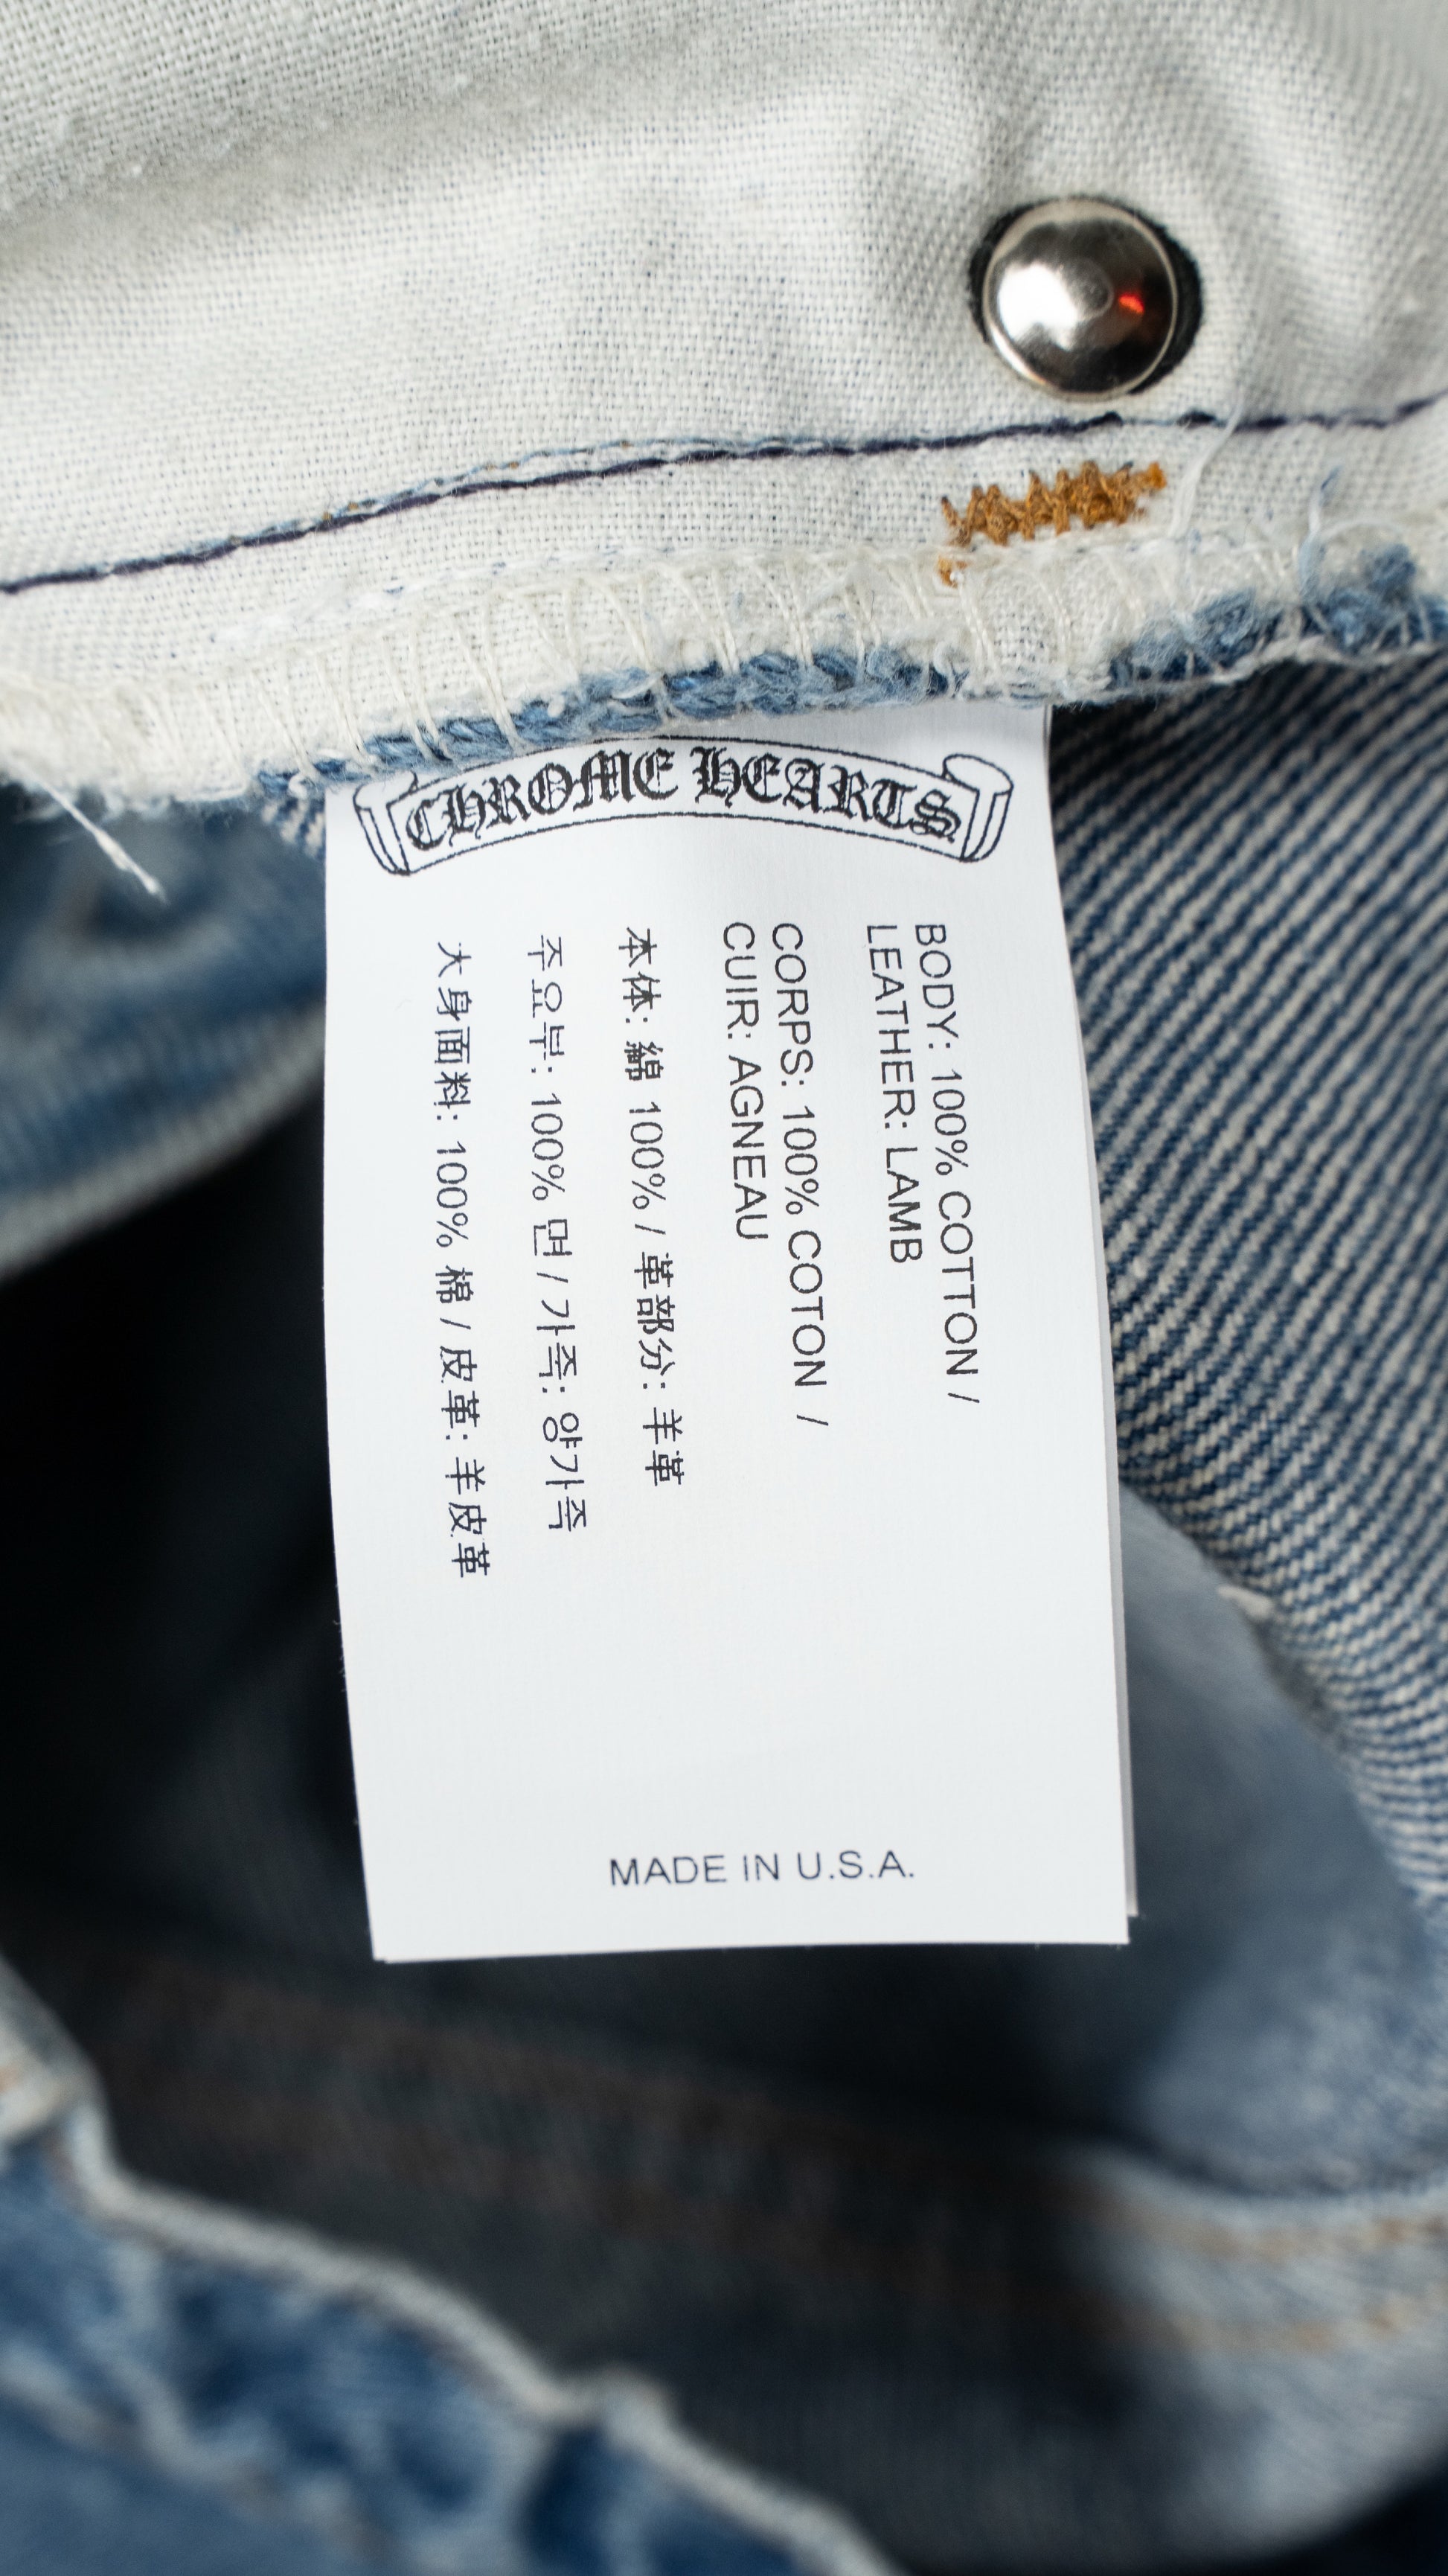 CHROME HEARTS
BODY: 100% COTTON /
LEATHER: LAMB
CORPS: 100% COTON /
CUIR: AGNEAU
本体: 綿 100% / 革部分: 羊革
주요부: 100% 면 / 가죽: 양가죽
大身面料: 100% 棉 / 皮革: 羊皮革
MADE IN U.S.A.